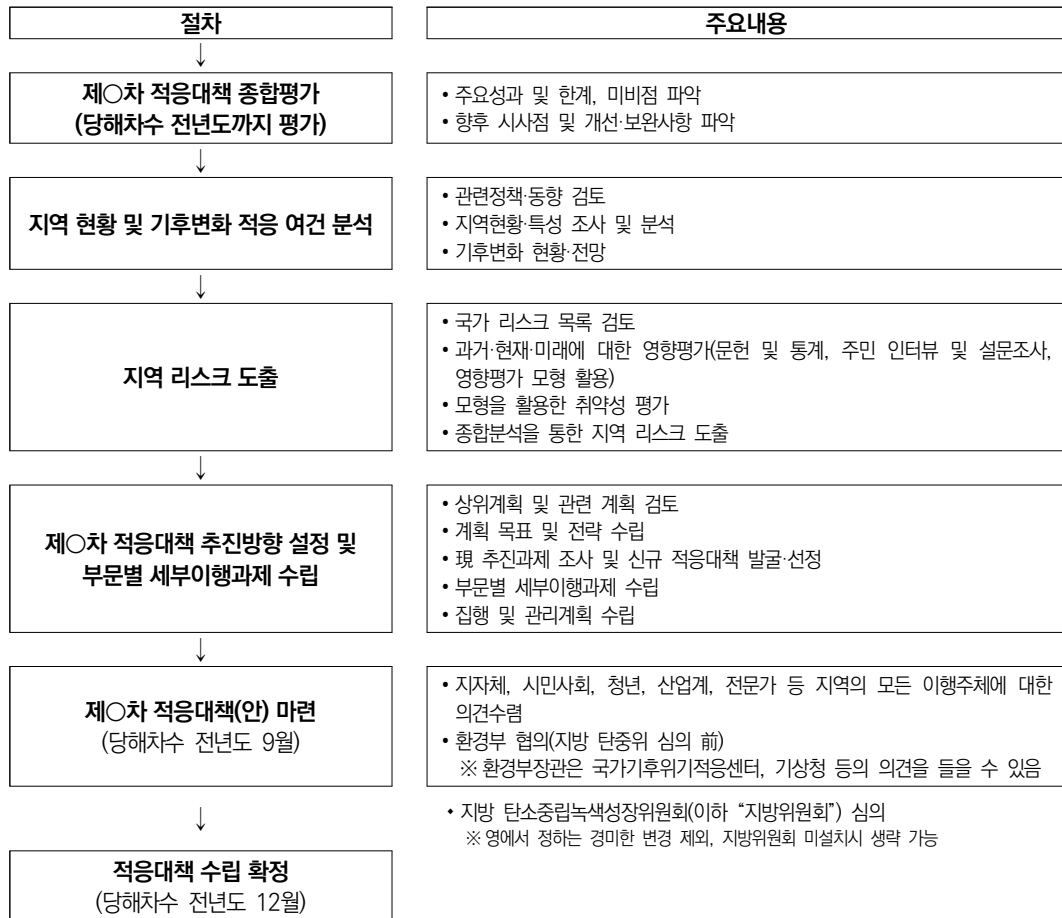 절차
주요내용
↓
제○차 적응대책 종합평가
(당해차수 전년도까지 평가)
• 주요성과 및 한계, 미비점 파악
• 향후 시사점 및 개선·보완사항 파악
↓
지역 현황 및 기후변화 적응 여건 분석
• 관련정책·동향 검토
• 지역현황·특성 조사 및 분석
• 기후변화 현황·전망
↓
지역 리스크 도출
• 국가 리스크 목록 검토
• 과거·현재·미래에 대한 영향평가(문헌 및 통계, 주민 인터뷰 및 설문조사,
영향평가 모형 활용)
• 모형을 활용한 취약성 평가
• 종합분석을 통한 지역 리스크 도출
↓
제○차 적응대책 추진방향 설정 및
부문별 세부이행과제 수립
• 상위계획 및 관련 계획 검토
• 계획 목표 및 전략 수립
• 現 추진과제 조사 및 신규 적응대책 발굴·선정
• 부문별 세부이행과제 수립
• 집행 및 관리계획 수립
↓
제○차 적응대책(안) 마련
(당해차수 전년도 9월)
• 지자체, 시민사회, 청년, 산업계, 전문가 등 지역의 모든 이행주체에 대한
의견수렴
• 환경부 협의(지방 탄중위 심의 前)
※ 환경부장관은 국가기후위기적응센터, 기상청 등의 의견을 들을 수 있음
↓
◆ 지방 탄소중립녹색성장위원회(이하 “지방위원회”) 심의
※ 영에서 정하는 경미한 변경 제외, 지방위원회 미설치시 생략 가능
적응대책 수립 확정
(당해차수 전년도 12월)